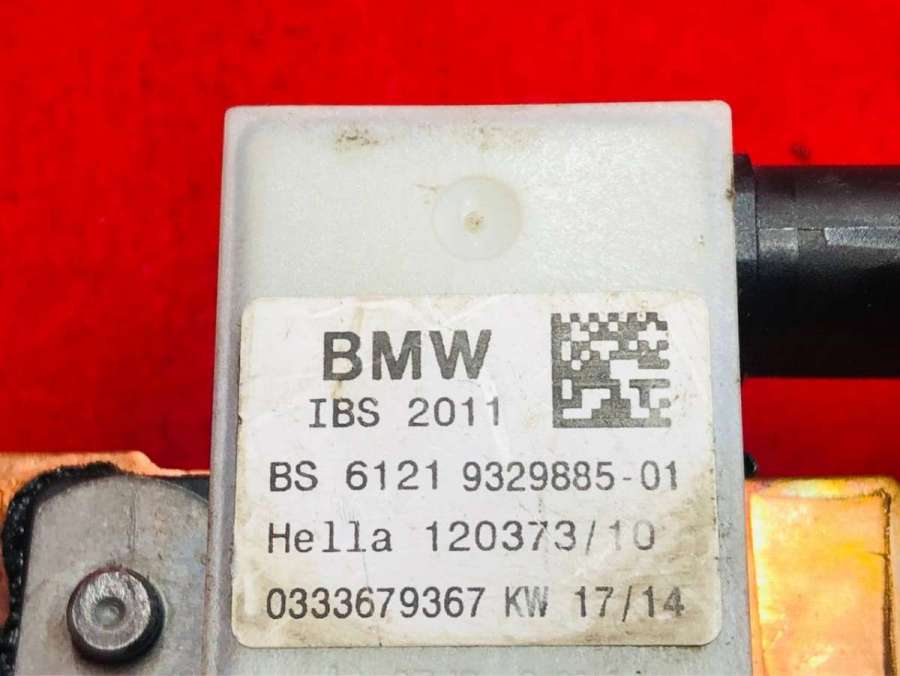 BMW
IBS 2011
BS 6121 9329885-01
Hella 120373/10
0333679367 KW 17/14